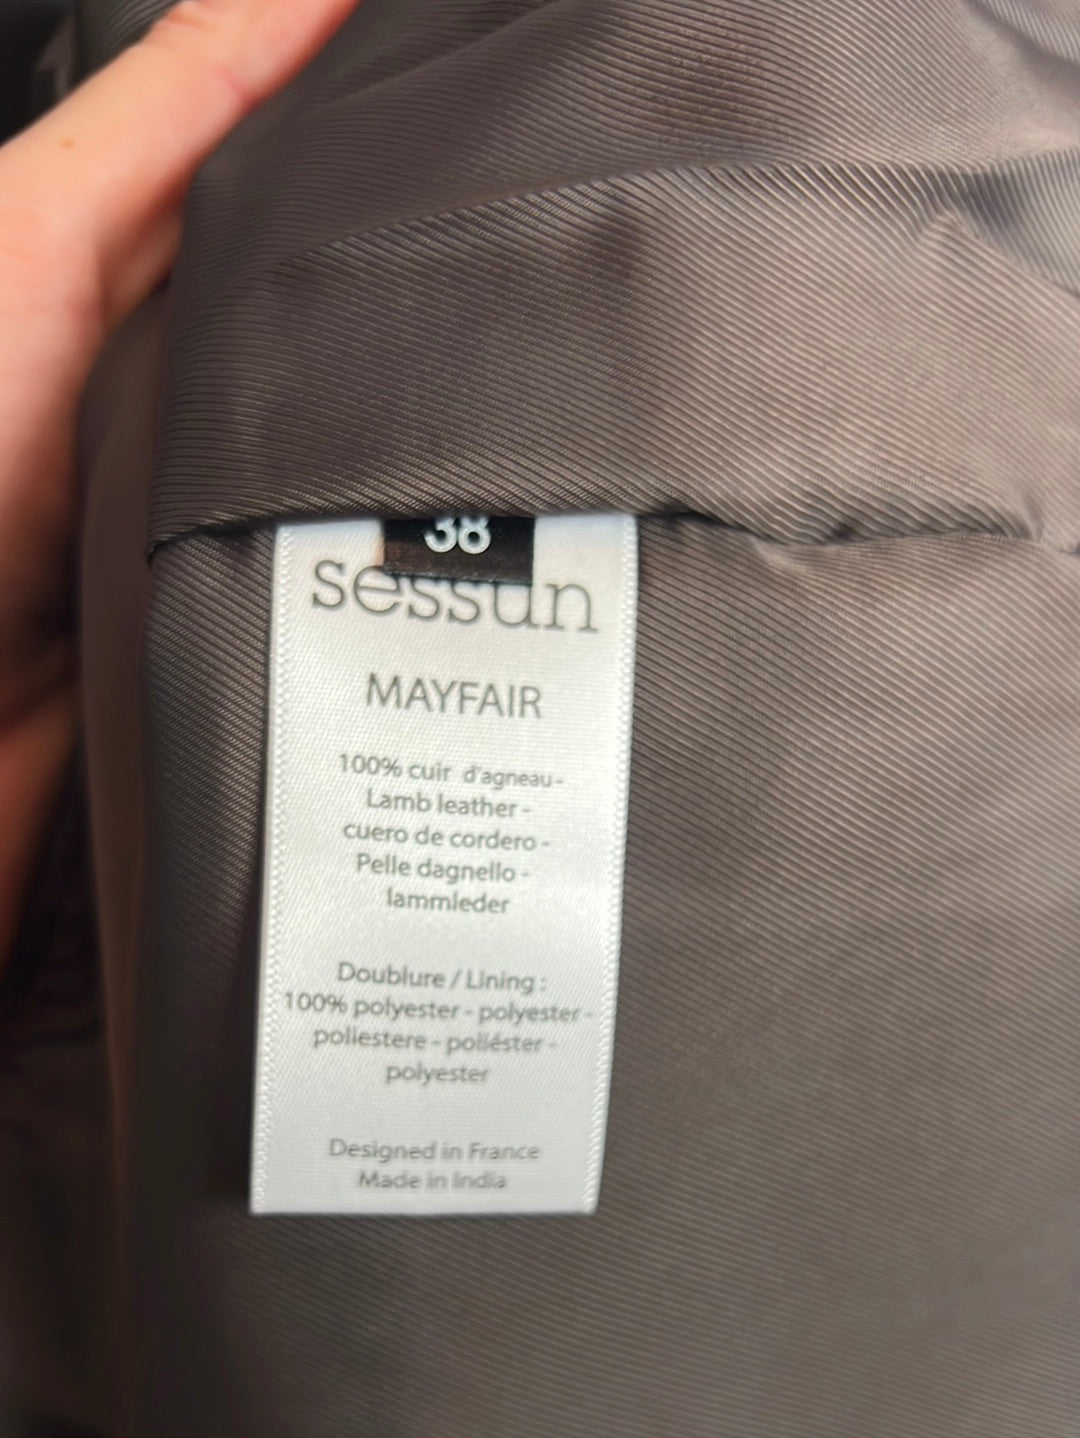 38
sessun
MAYFAIR
100% cuir d'agneau-
Lamb leather -
cuero de cordero -
Pelle dagnello -
lammleder
Doublure / Lining :
100% polyester - polyester -
poliestere - poliéster -
polyester
Designed in France
Made in India